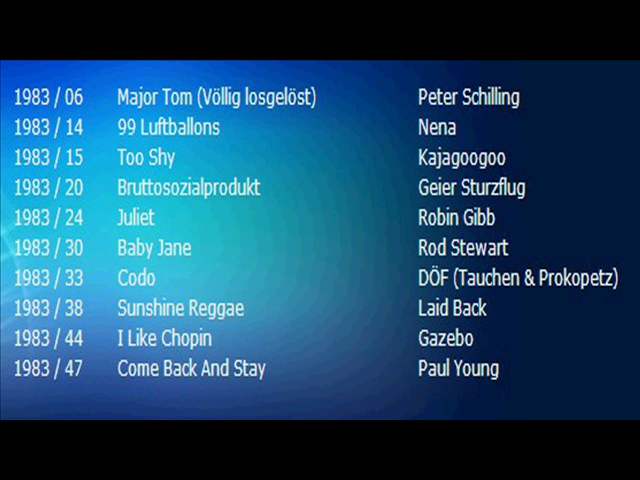 1983 / 06 Major Tom (Völlig losgelöst) Peter Schilling
1983 / 14 99 Luftballons Nena
1983 / 15 Too Shy Kajagoogoo
1983 / 20 Bruttosozialprodukt Geier Sturzflug
1983 / 24 Juliet Robin Gibb
1983 / 30 Baby Jane Rod Stewart
1983 / 33 Codo DÖF (Tauchen & Prokopetz)
1983 / 38 Sunshine Reggae Laid Back
1983 / 44 I Like Chopin Gazebo
1983 / 47 Come Back And Stay Paul Young